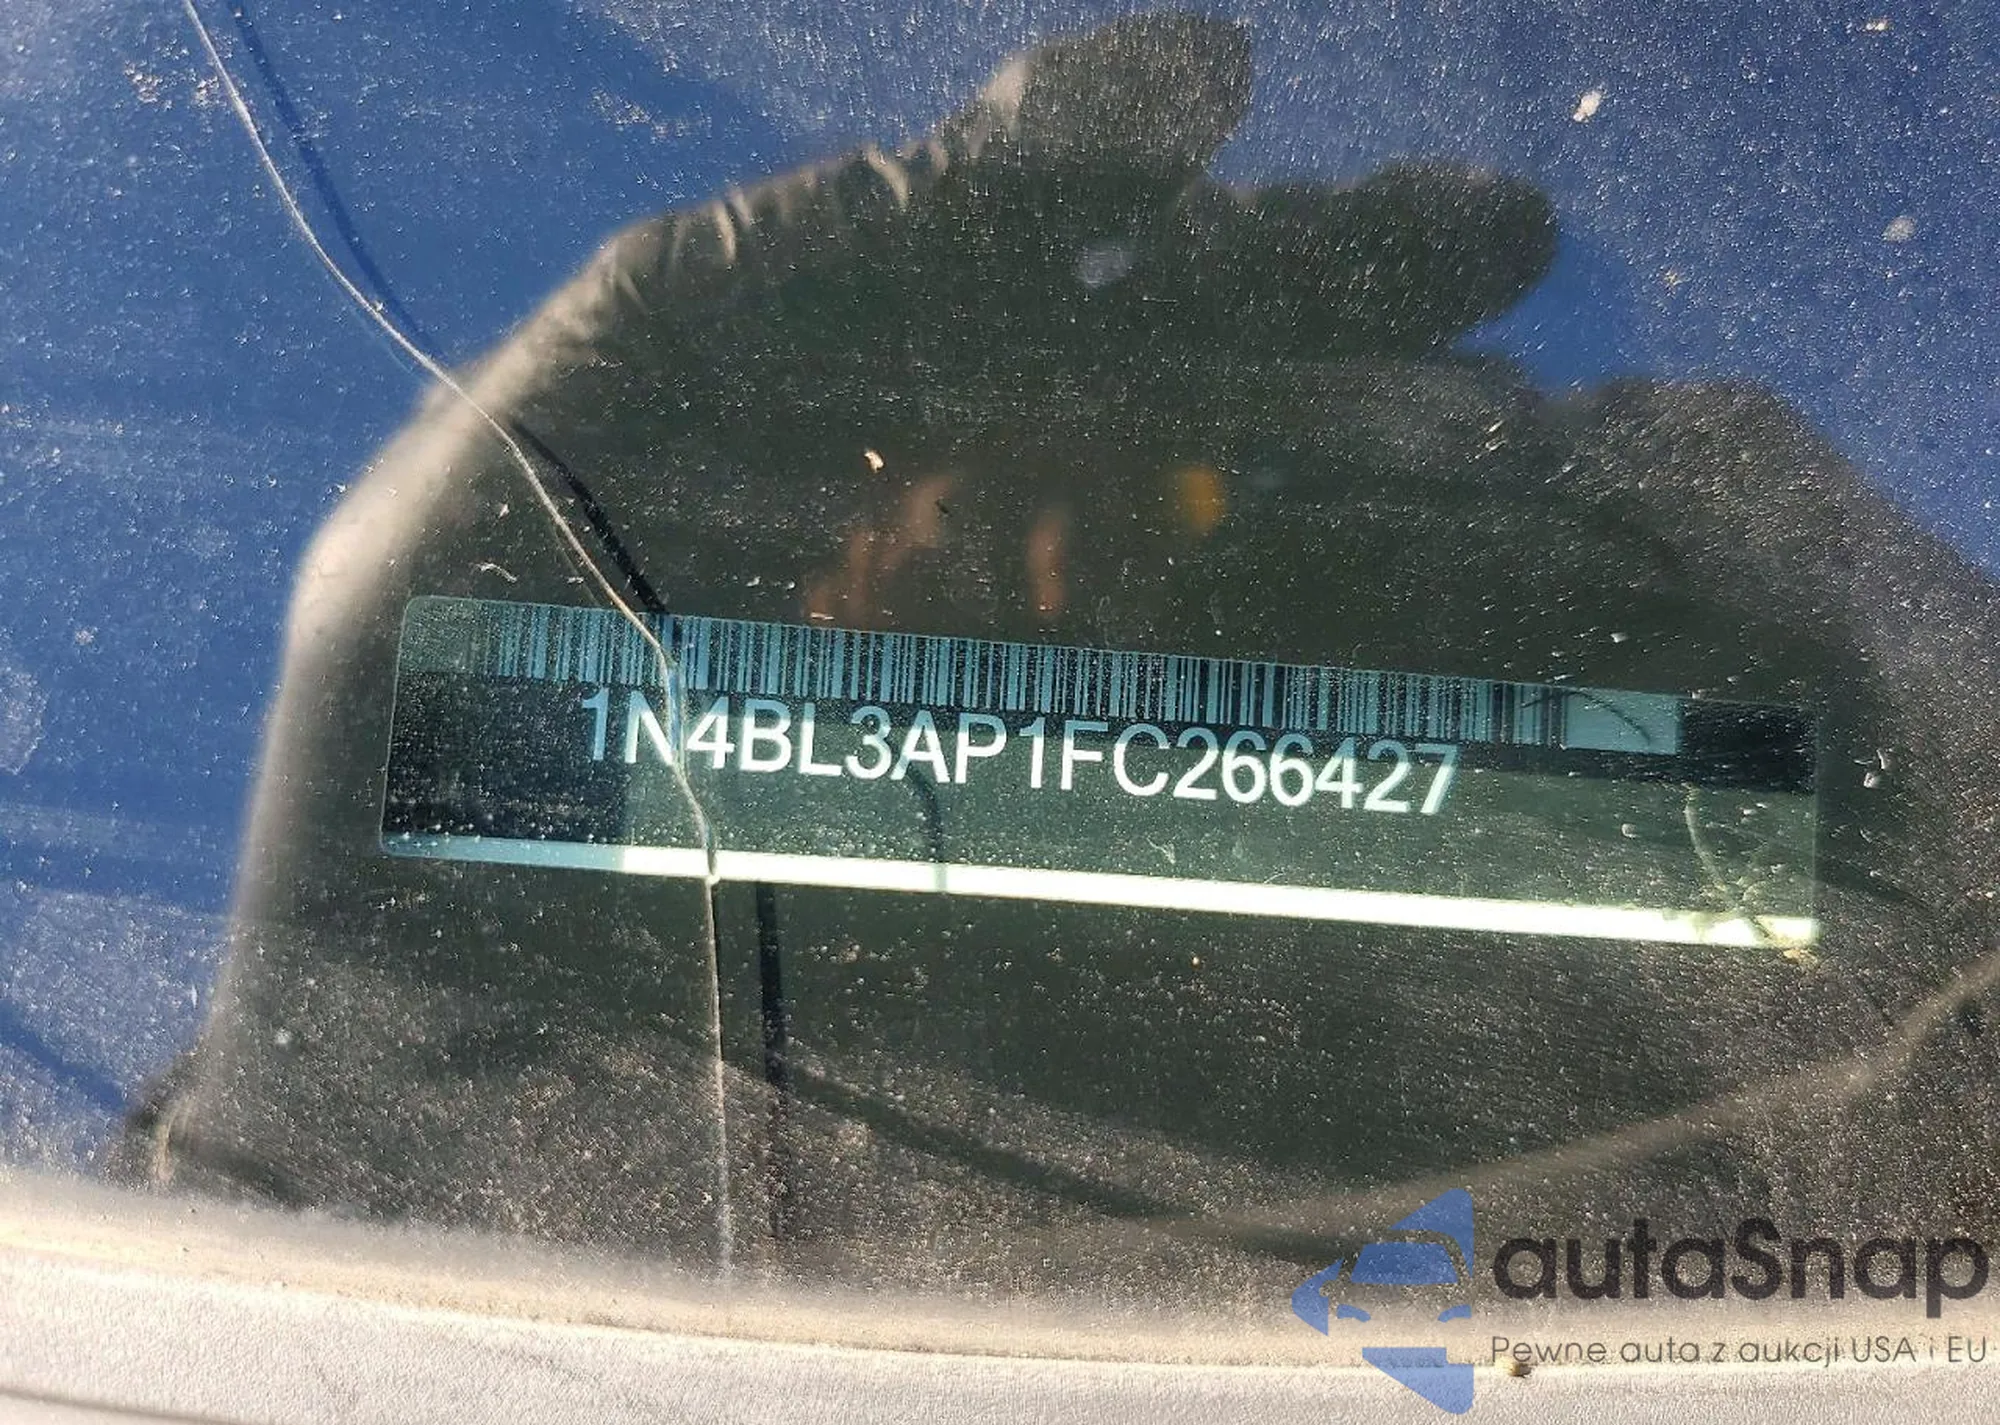 1N4BL3AP1FC266427
autaSnap
Pewne auta z aukcji USA i EU